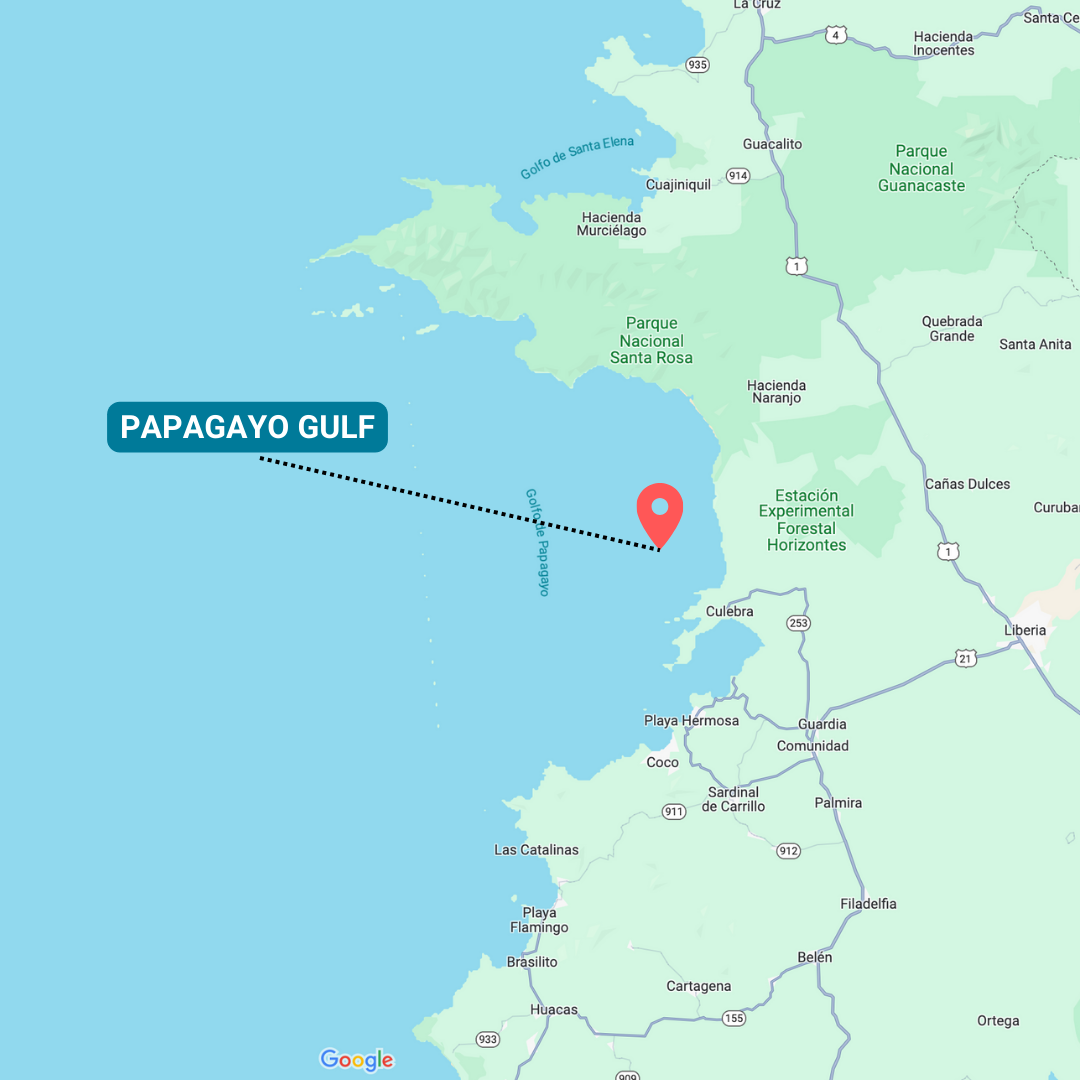 La Cruz
Santa Ce
4
Hacienda
Inocentes
935
Guacalito
Golfo de Santa Elena
Parque
Nacional
Guanacaste
914
Cuajiniquil
Hacienda
Murciélago
1
Quebrada
Grande
Parque
Nacional
Santa Rosa
Santa Anita
Hacienda
Naranjo
PAPAGAYO GULF
Cañas Dulces
Golfo de Papagayo
Estación
Experimental
Forestal
Horizontes
Curuba
1
Culebra
253
Liberia
21
Playa Hermosa
Guardia
Comunidad
Coco
Sardinal
de Carrillo
Palmira
911
912
Las Catalinas
Filadelfia
Playa
Flamingo
Belén
Brasilito
Cartagena
Huacas
155
Ortega
933
Google
909